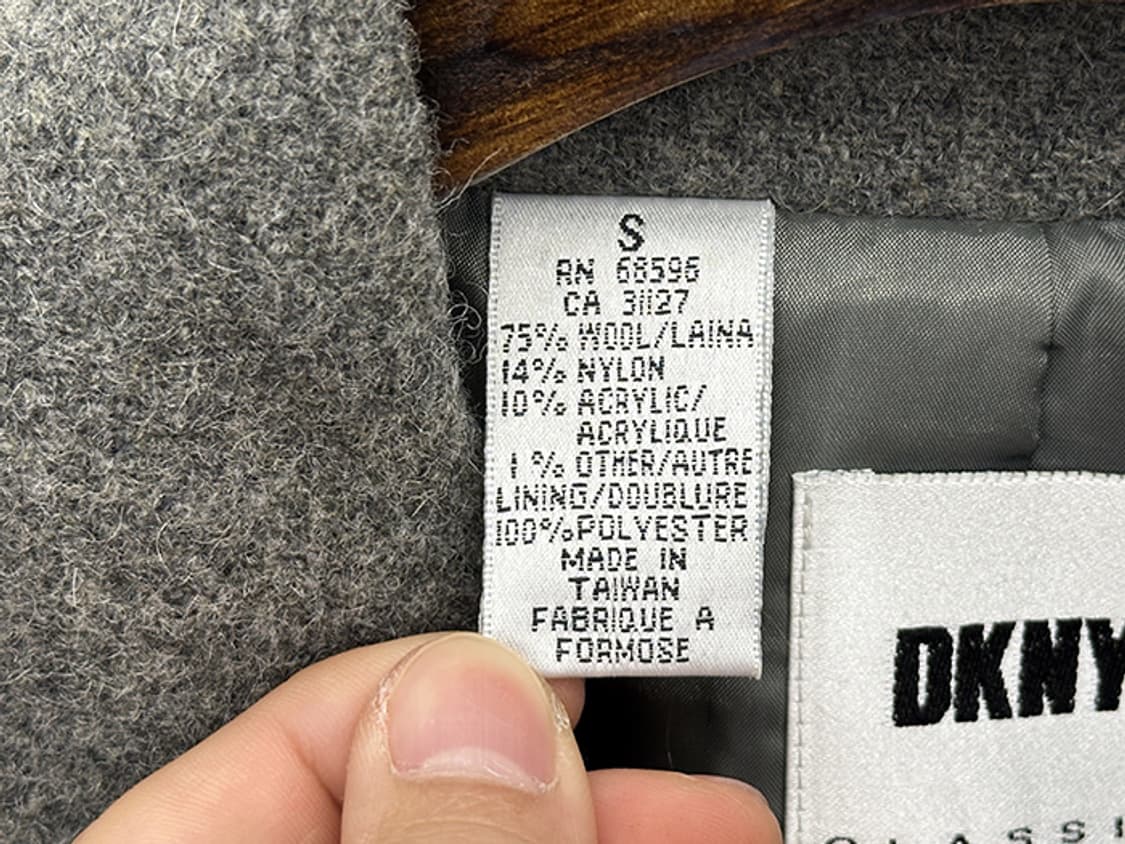 S
RN 68596
CA 31127
75% WOOL/LAINA
14% NYLON
10% ACRYLIC/
ACRYLIQUE
1% OTHER/AUTRE
LINING/DOUBLURE
100% POLYESTER
MADE IN
TAIWAN
FABRIQUE A
FORMOSE
DKNY